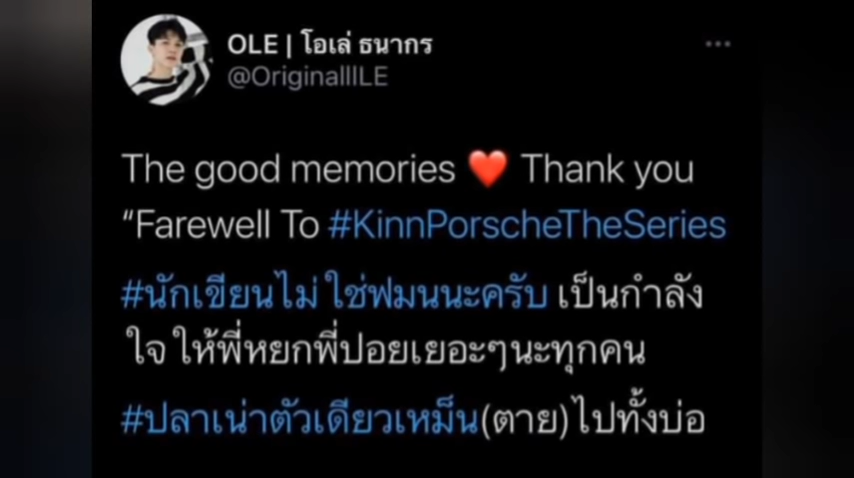 OLE | โอเล่ ธนากร
@OriginalllLE
The good memories ❤️ Thank you
“Farewell To #KinnPorscheTheSeries
#นักเขียนไม่ใช่ฟมนนะครับ เป็นกำลัง
ใจ ให้พี่หยกพี่ปอยเยอะๆนะทุกคน
#ปลาเน่าตัวเดียวเหม็น(ตาย)ไปทั้งบ่อ